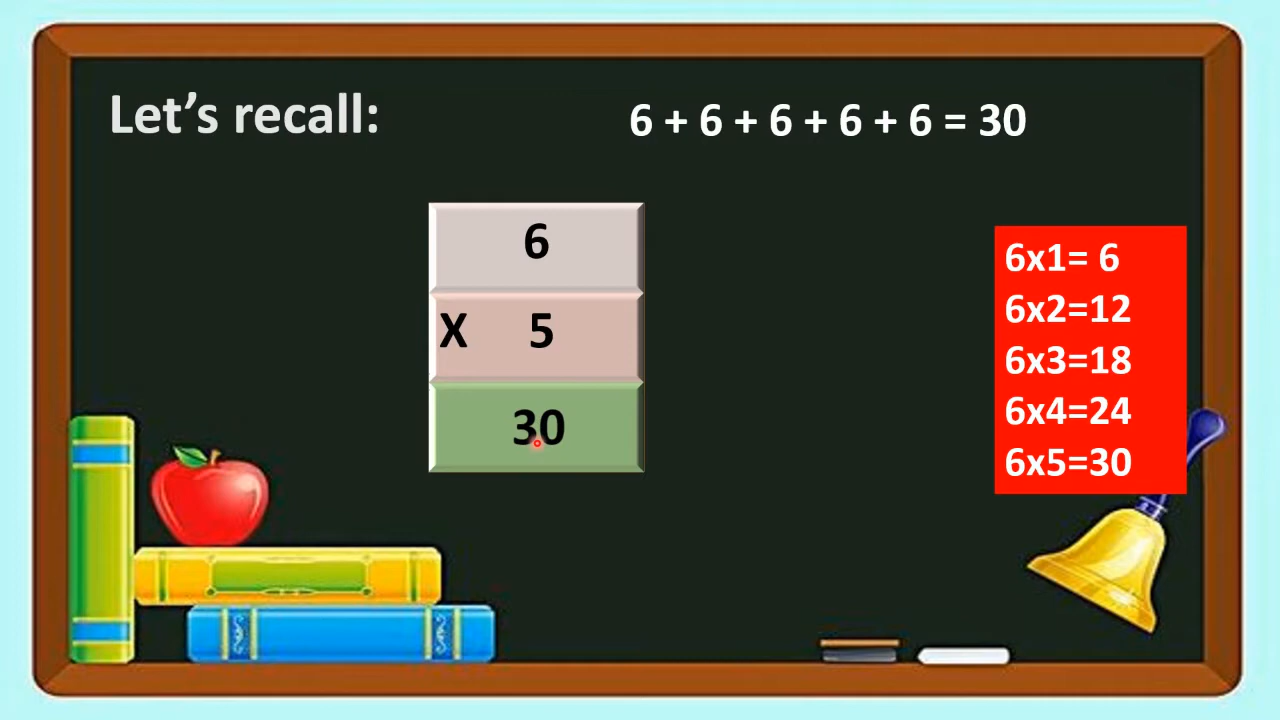 Let's recall:
6 + 6 + 6 + 6 + 6 = 30
6
X 5
30
6x1= 6
6x2=12
6x3=18
6x4=24
6x5=30